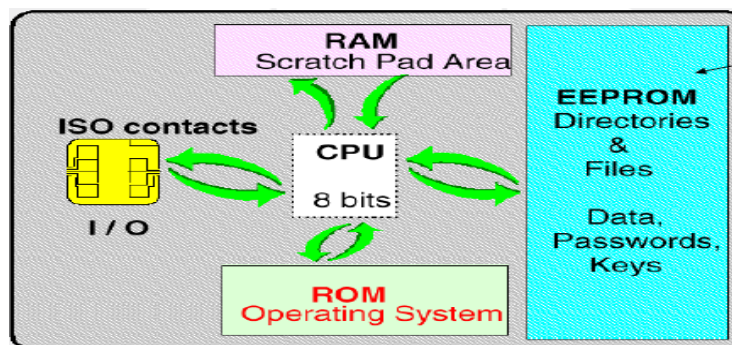 RAM
Scratch Pad Area
ISO contacts
I / O
CPU
8 bits
EEPROM
Directories
&
Files
Data,
Passwords,
Keys
ROM
Operating System